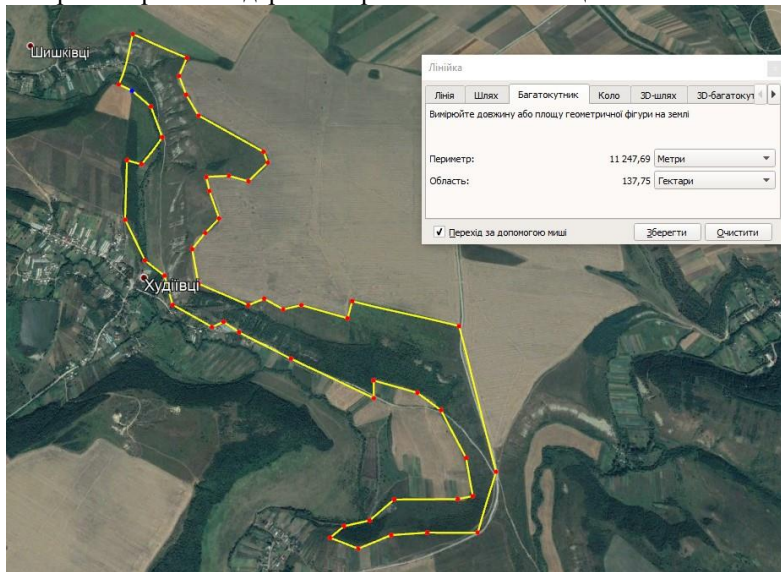 Шишківці
Худіївці
Лінійка
Лінія Шлях Багатокутник Коло 3D-шлях 3D-багатокут
Виміряйте довжину або площу геометричної фігури на землі
Периметр: 11 247,69 Метри
Область: 137,75 Гектари
Перехід за допомогою миші Зберегти Очистити